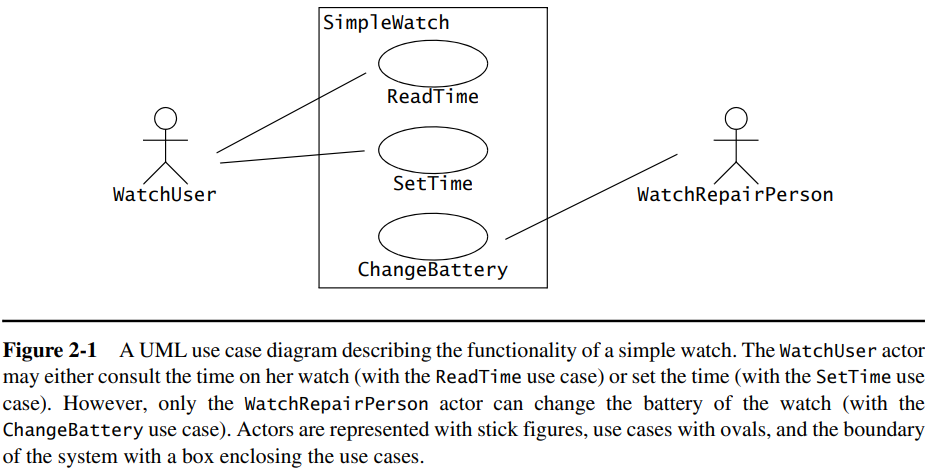 SimpleWatch
ReadTime
SetTime
WatchUser
WatchRepairPerson
ChangeBattery
Figure 2-1 A UML use case diagram describing the functionality of a simple watch. The WatchUser actor
may either consult the time on her watch (with the ReadTime use case) or set the time (with the SetTime use
case). However, only the WatchRepairPerson actor can change the battery of the watch (with the
ChangeBattery use case). Actors are represented with stick figures, use cases with ovals, and the boundary
of the system with a box enclosing the use cases.